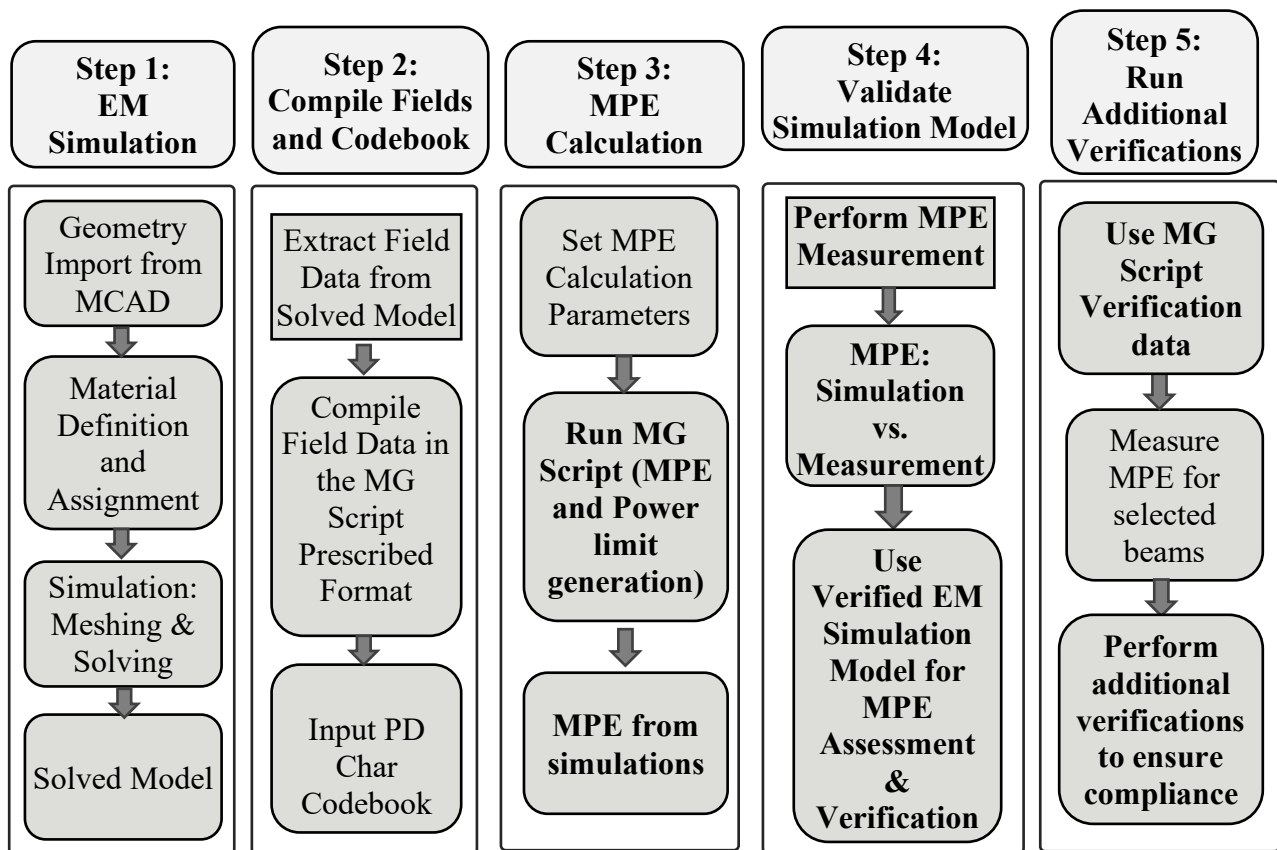 Step 1:
EM
Simulation
Step 2:
Compile Fields
and Codebook
Step 3:
MPE
Calculation
Step 4:
Validate
Simulation Model
Step 5:
Run
Additional
Verifications
Geometry
Import from
MCAD
Material
Definition
and
Assignment
Simulation:
Meshing &
Solving
Solved Model
Extract Field
Data from
Solved Model
Compile
Field Data in
the MG
Script
Prescribed
Format
Input PD
Char
Codebook
Set MPE
Calculation
Parameters
Run MG
Script (MPE
and Power
limit
generation)
MPE from
simulations
Perform MPE
Measurement
MPE:
Simulation
vs.
Measurement
Use
Verified EM
Simulation
Model for
MPE
Assessment
&
Verification
Use MG
Script
Verification
data
Measure
MPE for
selected
beams
Perform
additional
verifications
to ensure
compliance